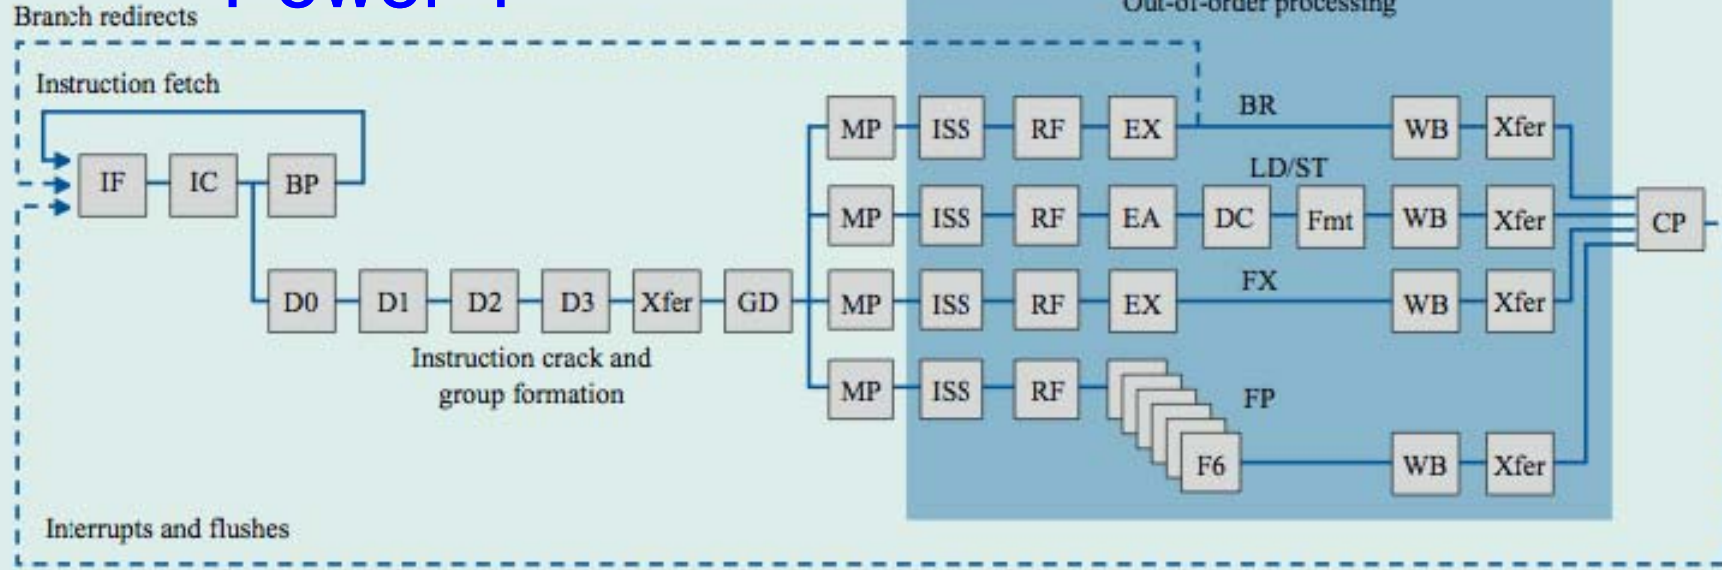 Power 4
Out-of-order processing
Branch redirects
Instruction fetch
IF IC BP
D0 D1 D2 D3 Xfer GD
Instruction crack and
group formation
MP ISS RF EX BR WB Xfer
LD/ST
MP ISS RF EA DC Fmt WB Xfer
CP
FX
MP ISS RF EX WB Xfer
MP ISS RF FP
F6 WB Xfer
Interrupts and flushes